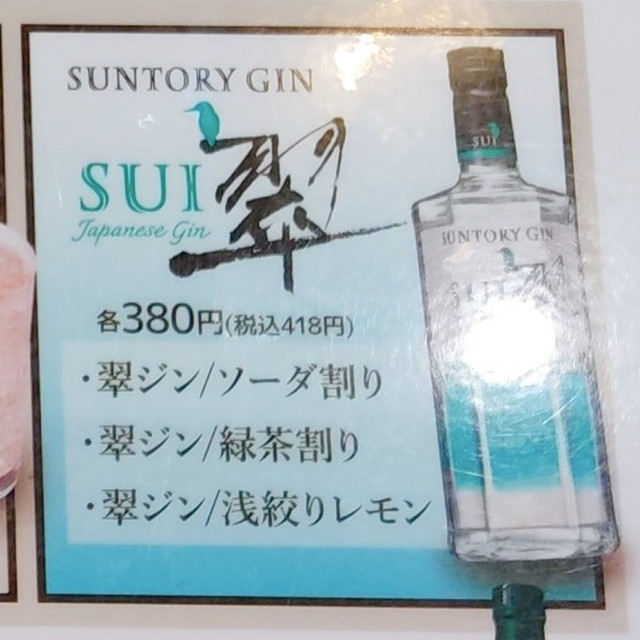 SUNTORY GIN
SUI 翠
Japanese Gin
各380円(税込418円)
・翠ジン/ソーダ割り
・翠ジン/緑茶割り
・翠ジン/浅絞りレモン
SUI
SUNTORY GIN
SUI 翠